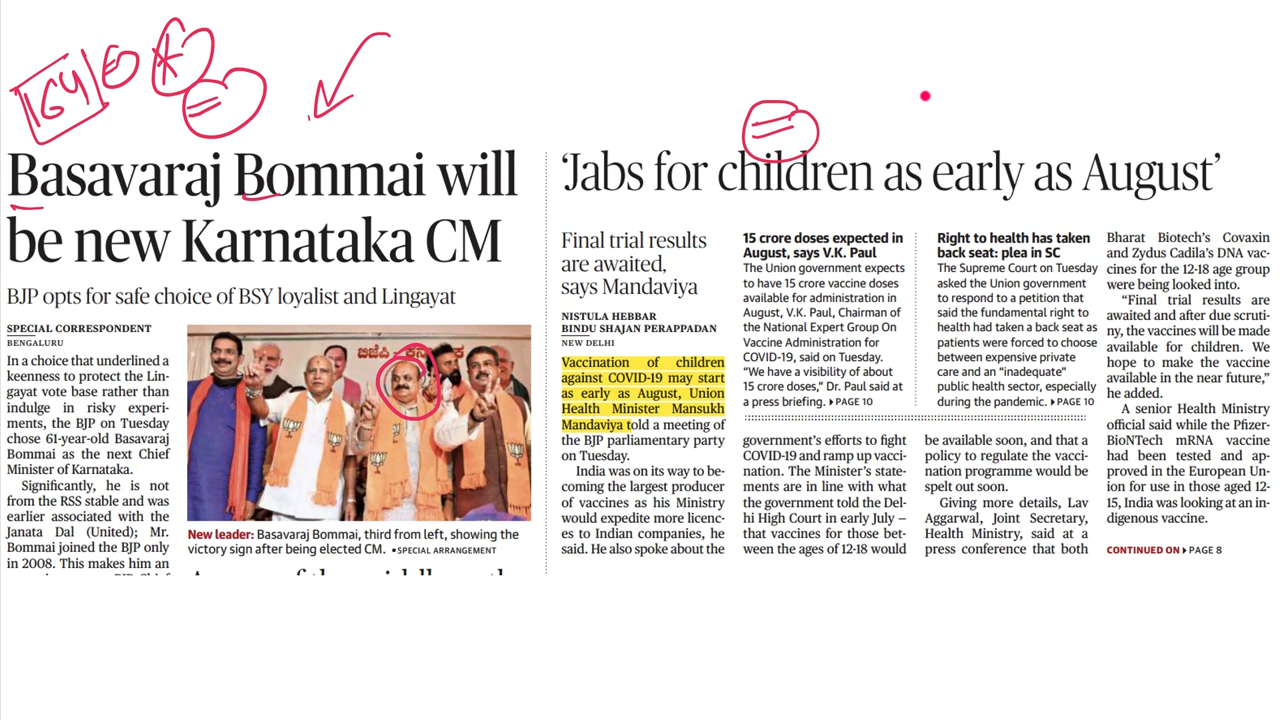 164
Basavaraj Bommai will
be new Karnataka CM
BJP opts for safe choice of BSY loyalist and Lingayat
SPECIAL CORRESPONDENT
BENGALURU
In a choice that underlined a
keenness to protect the Lin-
gayat vote base rather than
indulge in risky experi-
ments, the BJP on Tuesday
chose 61-year-old Basavaraj
Bommai as the next Chief
Minister of Karnataka.
Significantly, he is not
from the RSS stable and was
earlier associated with the
Janata Dal (United); Mr.
Bommai joined the BJP only
in 2008. This makes him an
ಬಿಜೆಪಿ
New leader: Basavaraj Bommai, third from left, showing the
victory sign after being elected CM. ▪SPECIAL ARRANGEMENT
'Jabs for children as early as August'
Final trial results
are awaited,
says Mandaviya
NISTULA HEBBAR
BINDU SHAJAN PERAPPADAN
NEW DELHI
Vaccination of children
against COVID-19 may start
as early as August, Union
Health Minister Mansukh
Mandaviya told a meeting of
the BJP parliamentary party
on Tuesday.
India was on its way to be-
coming the largest producer
of vaccines as his Ministry
would expedite more licenc-
es to Indian companies, he
said. He also spoke about the
15 crore doses expected in
August, says V.K. Paul
The Union government expects
to have 15 crore vaccine doses
available for administration in
August, V.K. Paul, Chairman of
the National Expert Group On
Vaccine Administration for
COVID-19, said on Tuesday.
"We have a visibility of about
15 crore doses," Dr. Paul said at
a press briefing. ▶PAGE 10
Right to health has taken
back seat: plea in SC
The Supreme Court on Tuesday
asked the Union government
to respond to a petition that
said the fundamental right to
health had taken a back seat as
patients were forced to choose
between expensive private
care and an "inadequate"
public health sector, especially
during the pandemic. ▶PAGE 10
government's efforts to fight
COVID-19 and ramp up vacci-
nation. The Minister's state-
ments are in line with what
the government told the Del-
hi High Court in early July –
that vaccines for those bet-
ween the ages of 12-18 would
be available soon, and that a
policy to regulate the vacci-
nation programme would be
spelt out soon.
Giving more details, Lav
Aggarwal, Joint Secretary,
Health Ministry, said at a
press conference that both
Bharat Biotech's Covaxin
and Zydus Cadila's DNA vac-
cines for the 12-18 age group
were being looked into.
"Final trial results are
awaited and after due scruti-
ny, the vaccines will be made
available for children. We
hope to make the vaccine
available in the near future,"
he added.
A senior Health Ministry
official said while the Pfizer-
BioNTech mRNA vaccine
had been tested and ap-
proved in the European Un-
ion for use in those aged 12-
15, India was looking at an in-
digenous vaccine.
CONTINUED ON ▶ PAGE 8